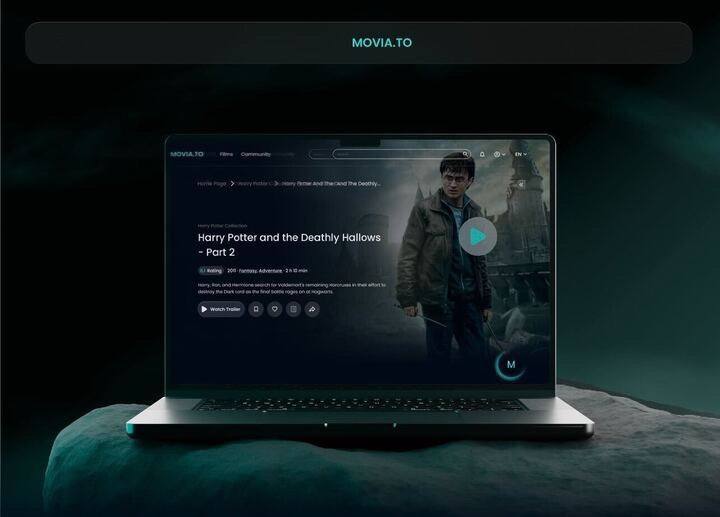 MOVIA.TO
MOVIA.TO Films Community EN
Home Page Harry Potter Harry Potter And The Deathly...
Harry Potter Collection
Harry Potter and the Deathly Hallows
- Part 2
Rating 2011 · Fantasy, Adventure · 2 h 10 min
Harry, Ron, and Hermione search for Voldemort's remaining Horcruxes in their effort to
destroy the Dark Lord as the final battle rages on at Hogwarts.
Watch Trailer
M